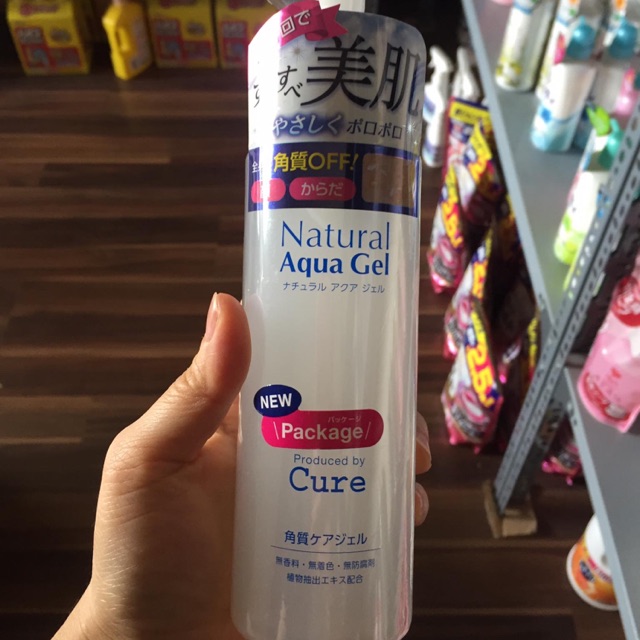 回で
美肌
やさしく ポロポロ
角質OFF!
からだ
Natural
Aqua Gel
ナチュラル アクア ジェル
NEW
パッケージ
\ Package /
Produced by
Cure
角質ケアジェル
無香料・無着色・無防腐剤
植物抽出エキス配合